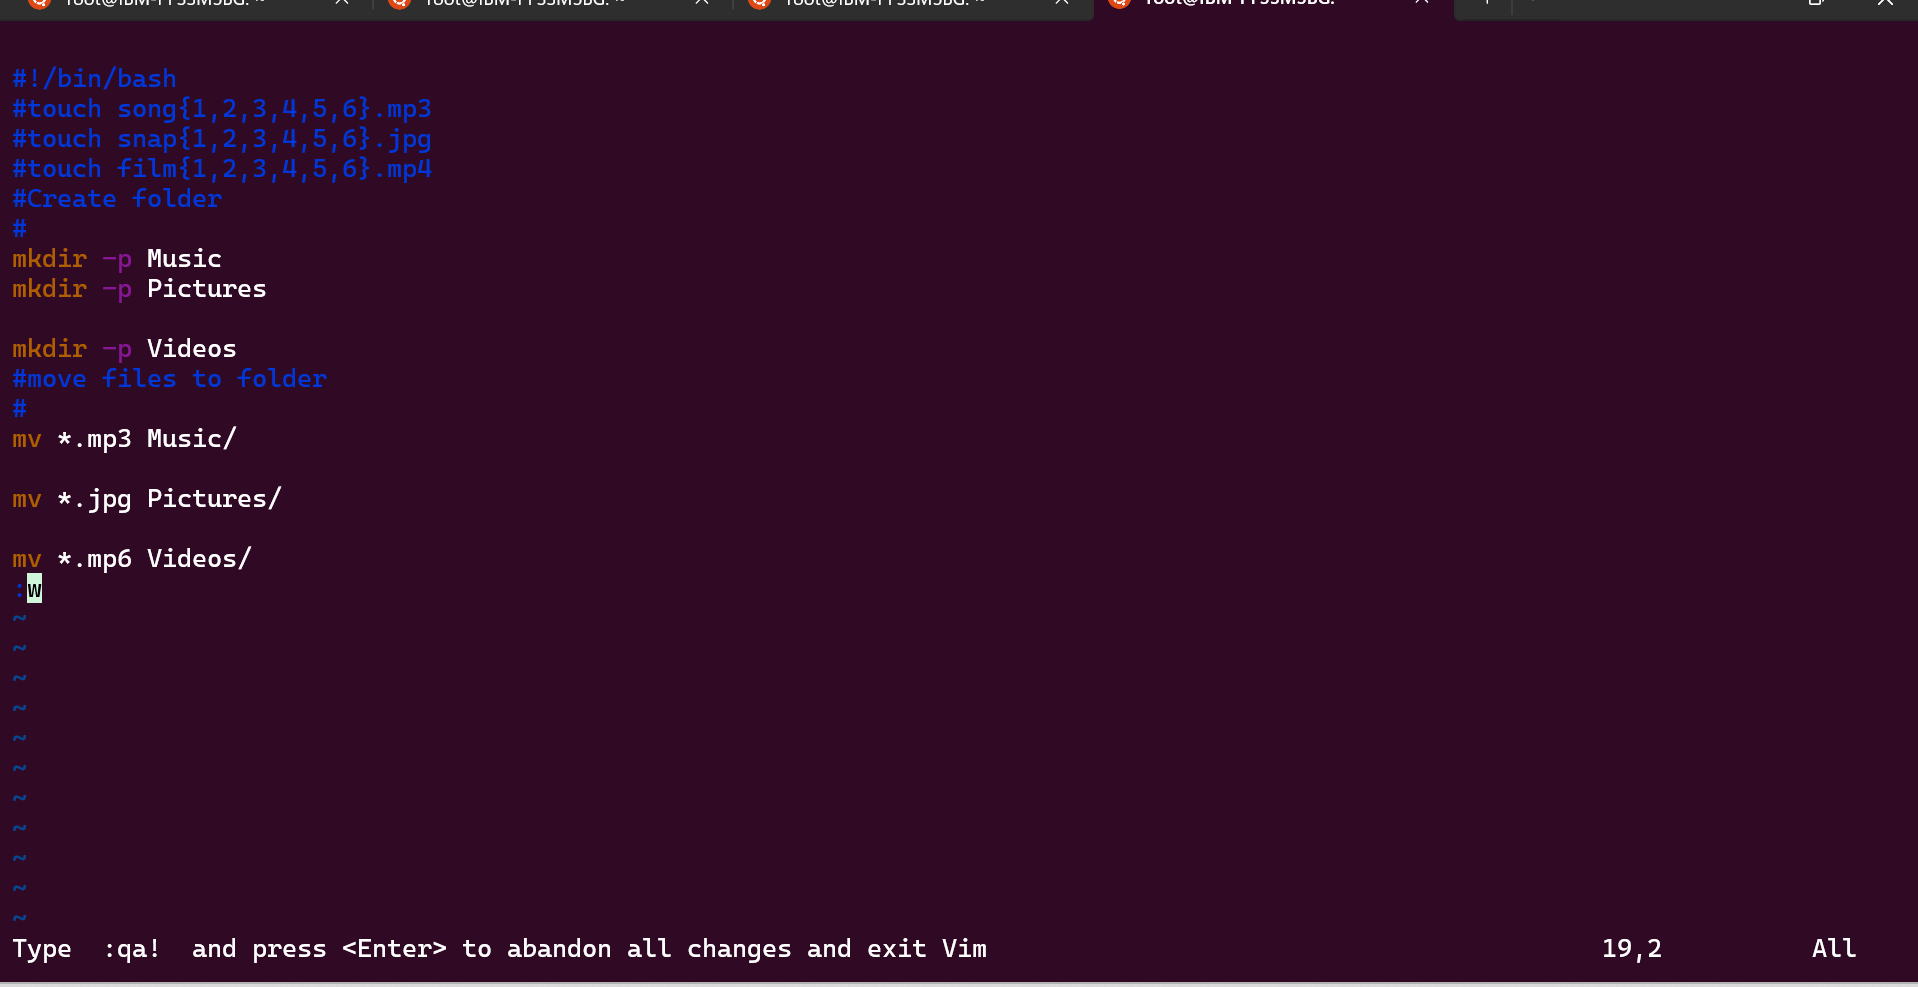 #!/bin/bash
#touch song{1,2,3,4,5,6}.mp3
#touch snap{1,2,3,4,5,6}.jpg
#touch film{1,2,3,4,5,6}.mp4
#Create folder
#
mkdir -p Music
mkdir -p Pictures
mkdir -p Videos
#move files to folder
#
mv *.mp3 Music/
mv *.jpg Pictures/
mv *.mp6 Videos/
:w
~
~
~
~
~
~
~
~
~
~
~
Type  :qa!  and press <Enter> to abandon all changes and exit Vim 19,2 All